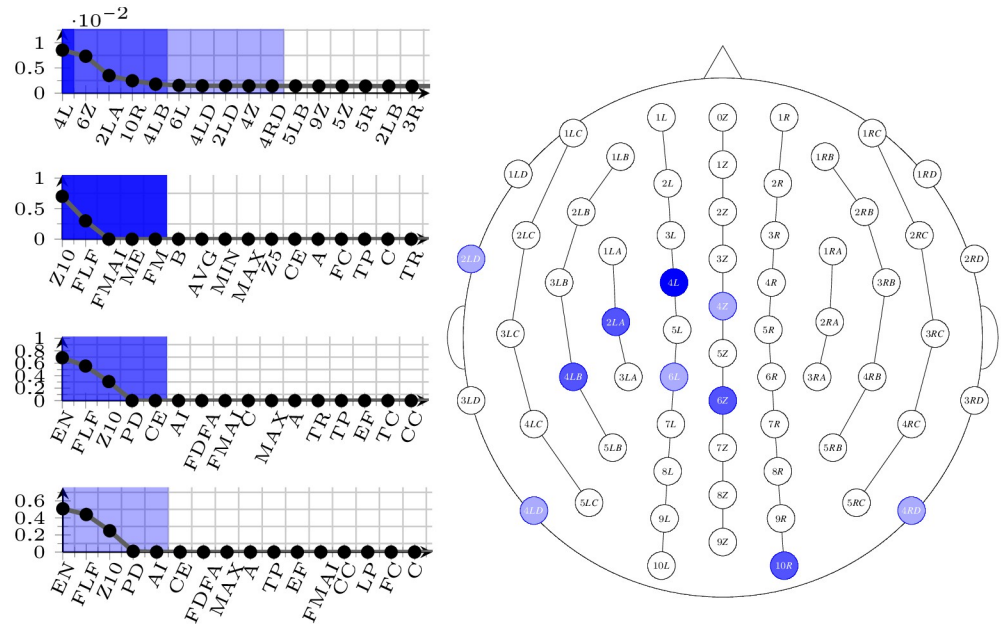 ·10⁻²
1
0.5
0
4L 6Z 2LA 10R 4LB 6L 4LD 2LD 4Z 4RD 5LB 9Z 5Z 5R 2LB 3R
1
0.5
0
Z10 FLF FMAI ME FM B AVG MIN MAX Z5 CE A FC TP C TR
1
0.8
0.6
0.4
0.2
0
EN FLF Z10 PD CE AI FDFA FMAI C MAX A TR TP EF TC CC
0.6
0.4
0.2
0
EN FLF Z10 PD AI CE FDFA MAX A TP EF FMAI CC LP FC C
1L 0Z 1R
1LC 1RC
1LB 1Z 1RB
1LD 1RD
2L 2R
2LB 2Z 2RB
2LC 3L 3R 2RC
1LA 1RA
2LD 3Z 2RD
3LB 4L 4R 3RB
4Z
2LA 2RA
3LC 5L 5R 3RC
5Z
4LB 3LA 6L 6R 3RA 4RB
3LD 6Z 3RD
4LC 7L 7R 4RC
5LB 7Z 5RB
8L 8R
5LC 8Z 5RC
4LD 4RD
9L 9R
9Z
10L 10R